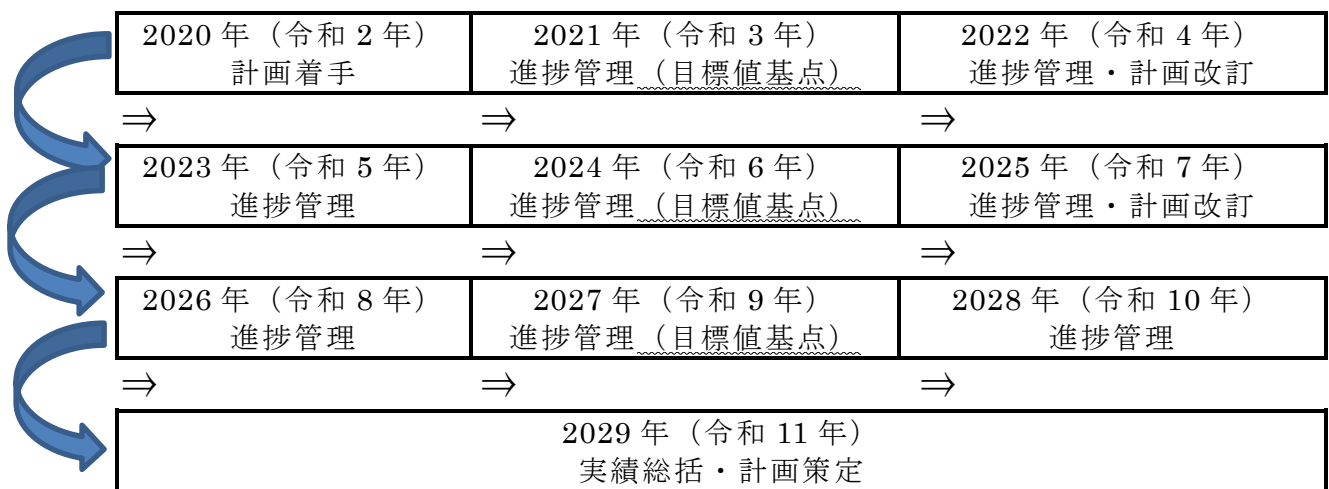 2020年（令和2年） 2021年（令和3年） 2022年（令和4年）
計画着手 進捗管理（目標値基点） 進捗管理・計画改訂
⇒ ⇒ ⇒
2023年（令和5年） 2024年（令和6年） 2025年（令和7年）
進捗管理 進捗管理（目標値基点） 進捗管理・計画改訂
⇒ ⇒ ⇒
2026年（令和8年） 2027年（令和9年） 2028年（令和10年）
進捗管理 進捗管理（目標値基点） 進捗管理
⇒ ⇒ ⇒
2029年（令和11年）
実績総括・計画策定